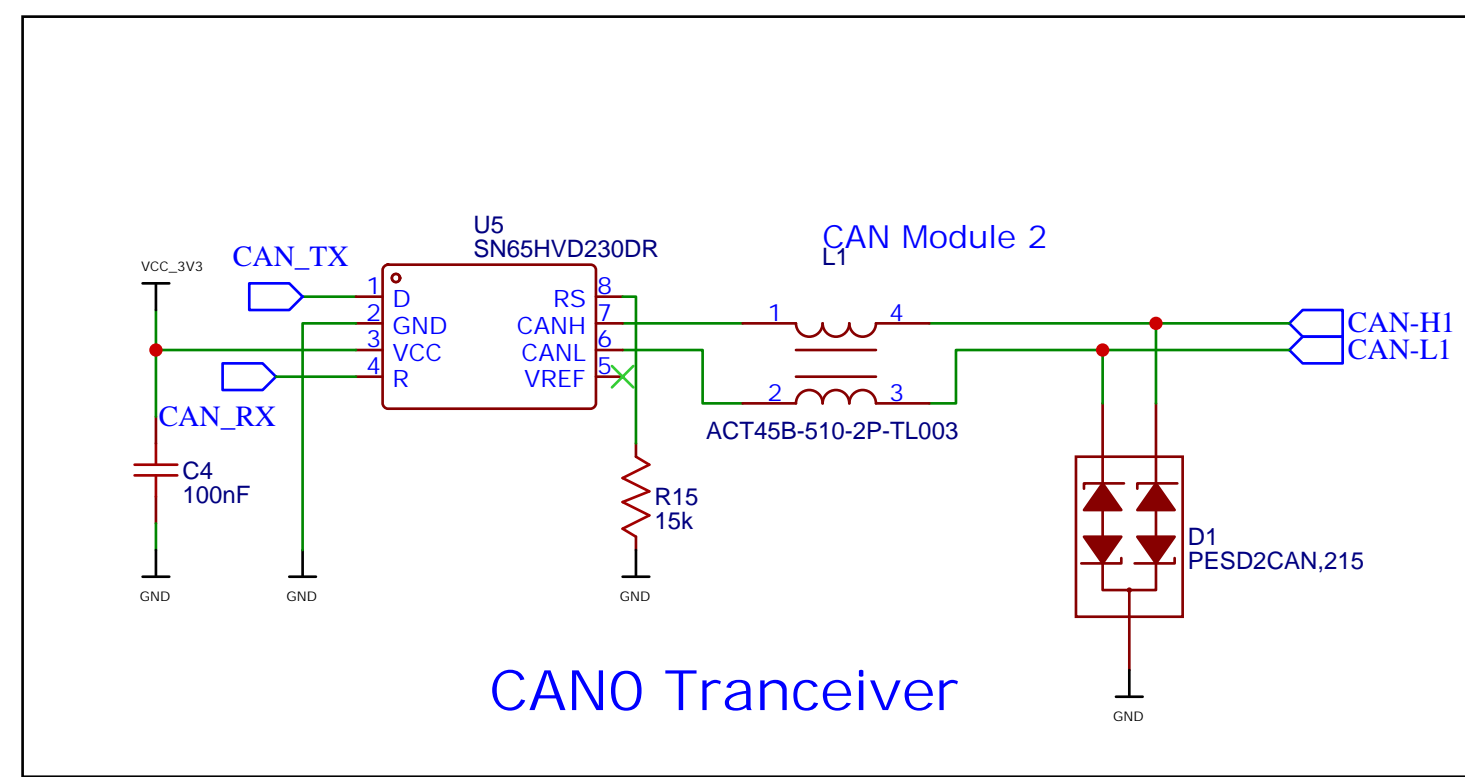 U5
SN65HVD230DR
CAN Module 2
L1
VCC_3V3
CAN_TX
1
D
2
GND
3
VCC
4
R
RS
8
CANH
7
CANL
6
VREF
5
1
4
2
3
CAN-H1
CAN-L1
CAN_RX
ACT45B-510-2P-TL003
C4
100nF
R15
15k
D1
PESD2CAN,215
GND
GND
GND
GND
CAN0 Tranceiver